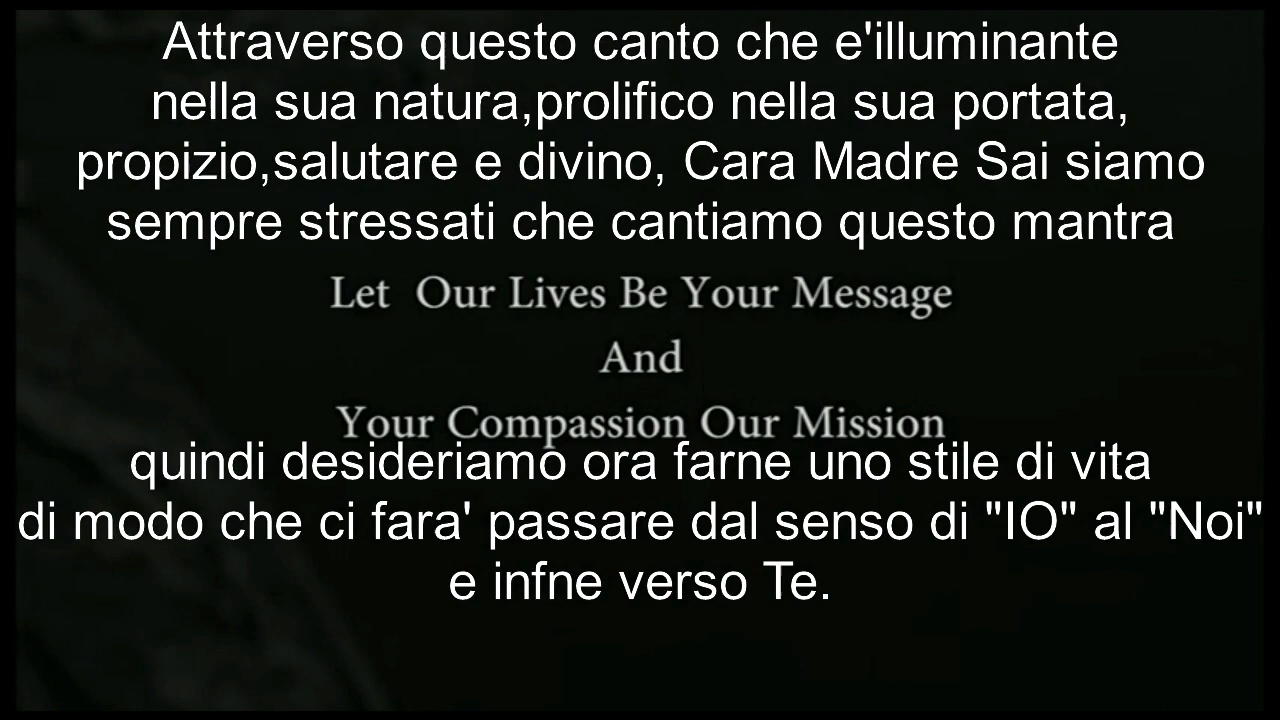 Attraverso questo canto che e'illuminante
nella sua natura,prolifico nella sua portata,
propizio,salutare e divino, Cara Madre Sai siamo
sempre stressati che cantiamo questo mantra
Let Our Lives Be Your Message
And
Your Compassion Our Mission
quindi desideriamo ora farne uno stile di vita
di modo che ci fara' passare dal senso di "IO" al "Noi"
e infne verso Te.